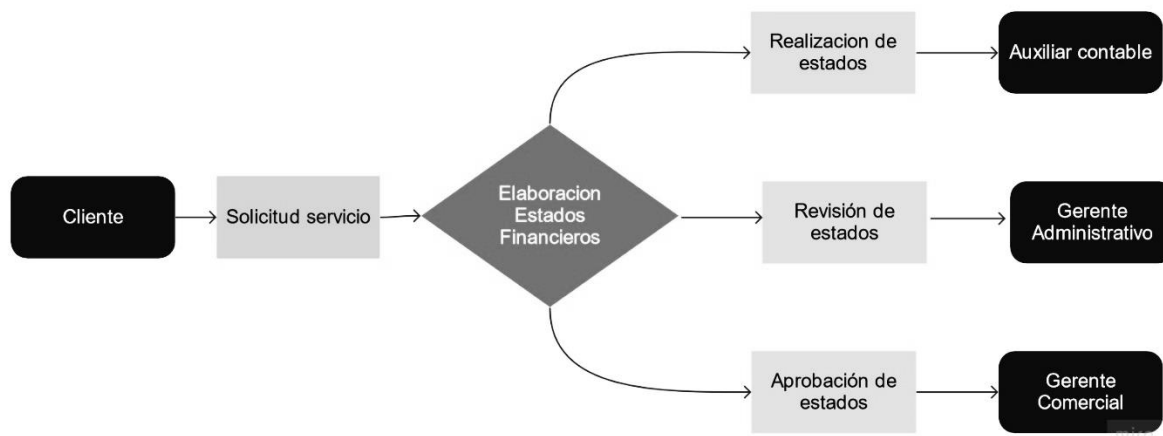 Realizacion de
estados
Auxiliar contable
Cliente
Solicitud servicio
Elaboracion
Estados
Financieros
Revisión de
estados
Gerente
Administrativo
Aprobación de
estados
Gerente
Comercial
miro